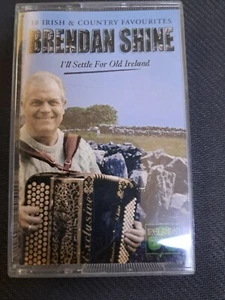 IRISH & COUNTRY FAVOURITES
BRENDAN SHINE
I'll Settle For Old Ireland